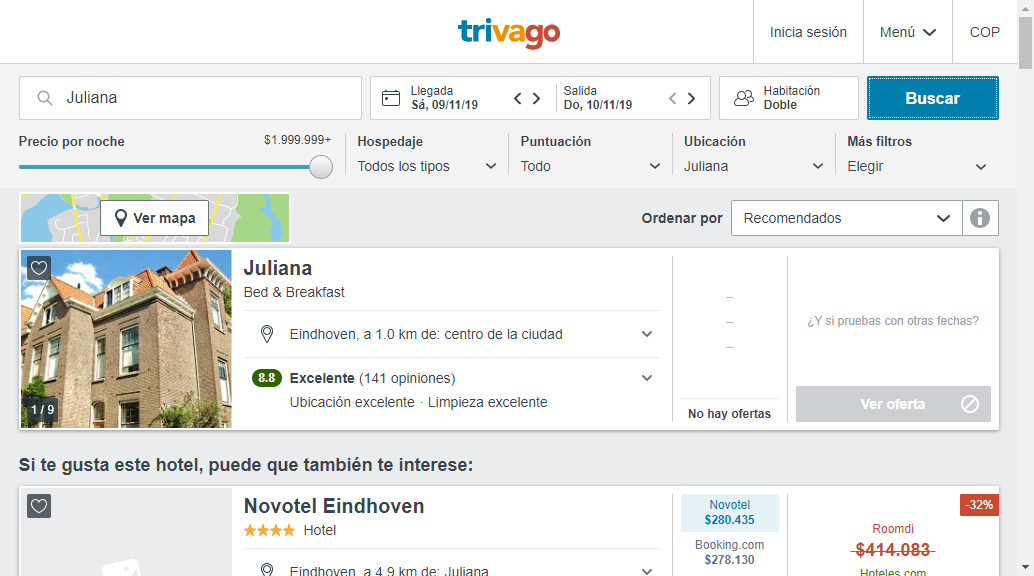 trivago
Inicia sesión
Menú
COP
Juliana
Llegada
Sá, 09/11/19
Salida
Do, 10/11/19
Habitación
Doble
Buscar
Precio por noche
$1.999.999+
Hospedaje
Todos los tipos
Puntuación
Todo
Ubicación
Juliana
Más filtros
Elegir
Ver mapa
Ordenar por
Recomendados
Juliana
Bed & Breakfast
Eindhoven, a 1.0 km de: centro de la ciudad
8.8 Excelente (141 opiniones)
Ubicación excelente · Limpieza excelente
1 / 9
–
–
–
No hay ofertas
¿Y si pruebas con otras fechas?
Ver oferta
Si te gusta este hotel, puede que también te interese:
Novotel Eindhoven
Hotel
Eindhoven, a 4.9 km de: Juliana
Novotel
$280.435
Booking.com
$278.130
-32%
Roomdi
$414.083
Hoteles.com